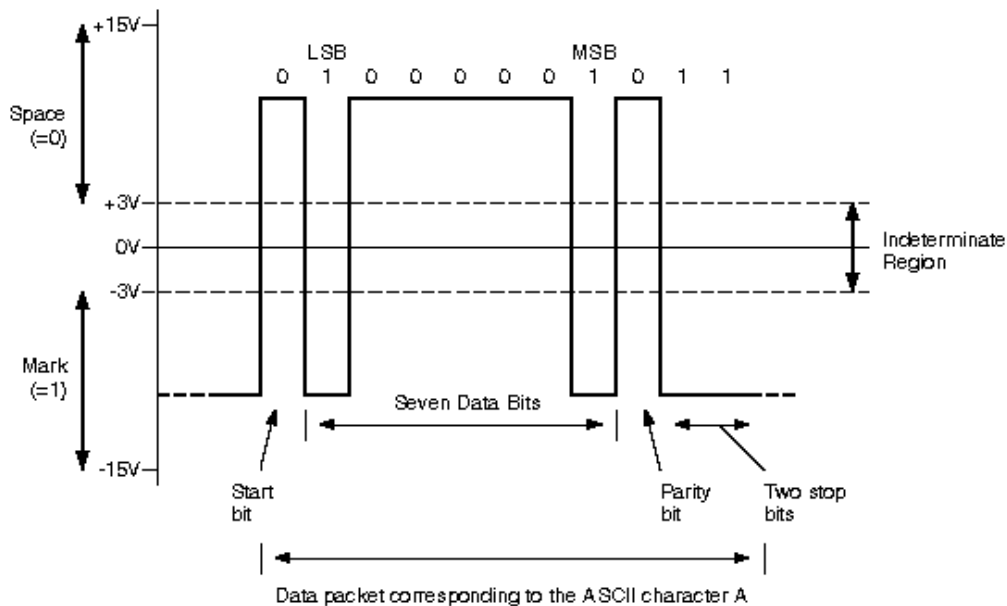 +15V
LSB MSB
0 1 0 0 0 0 0 1 0 1 1
Space
(=0)
+3V
0V
Indeterminate
Region
-3V
Mark
(=1)
Seven Data Bits
-15V
Start
bit
Parity
bit
Two stop
bits
Data packet corresponding to the ASCII character A